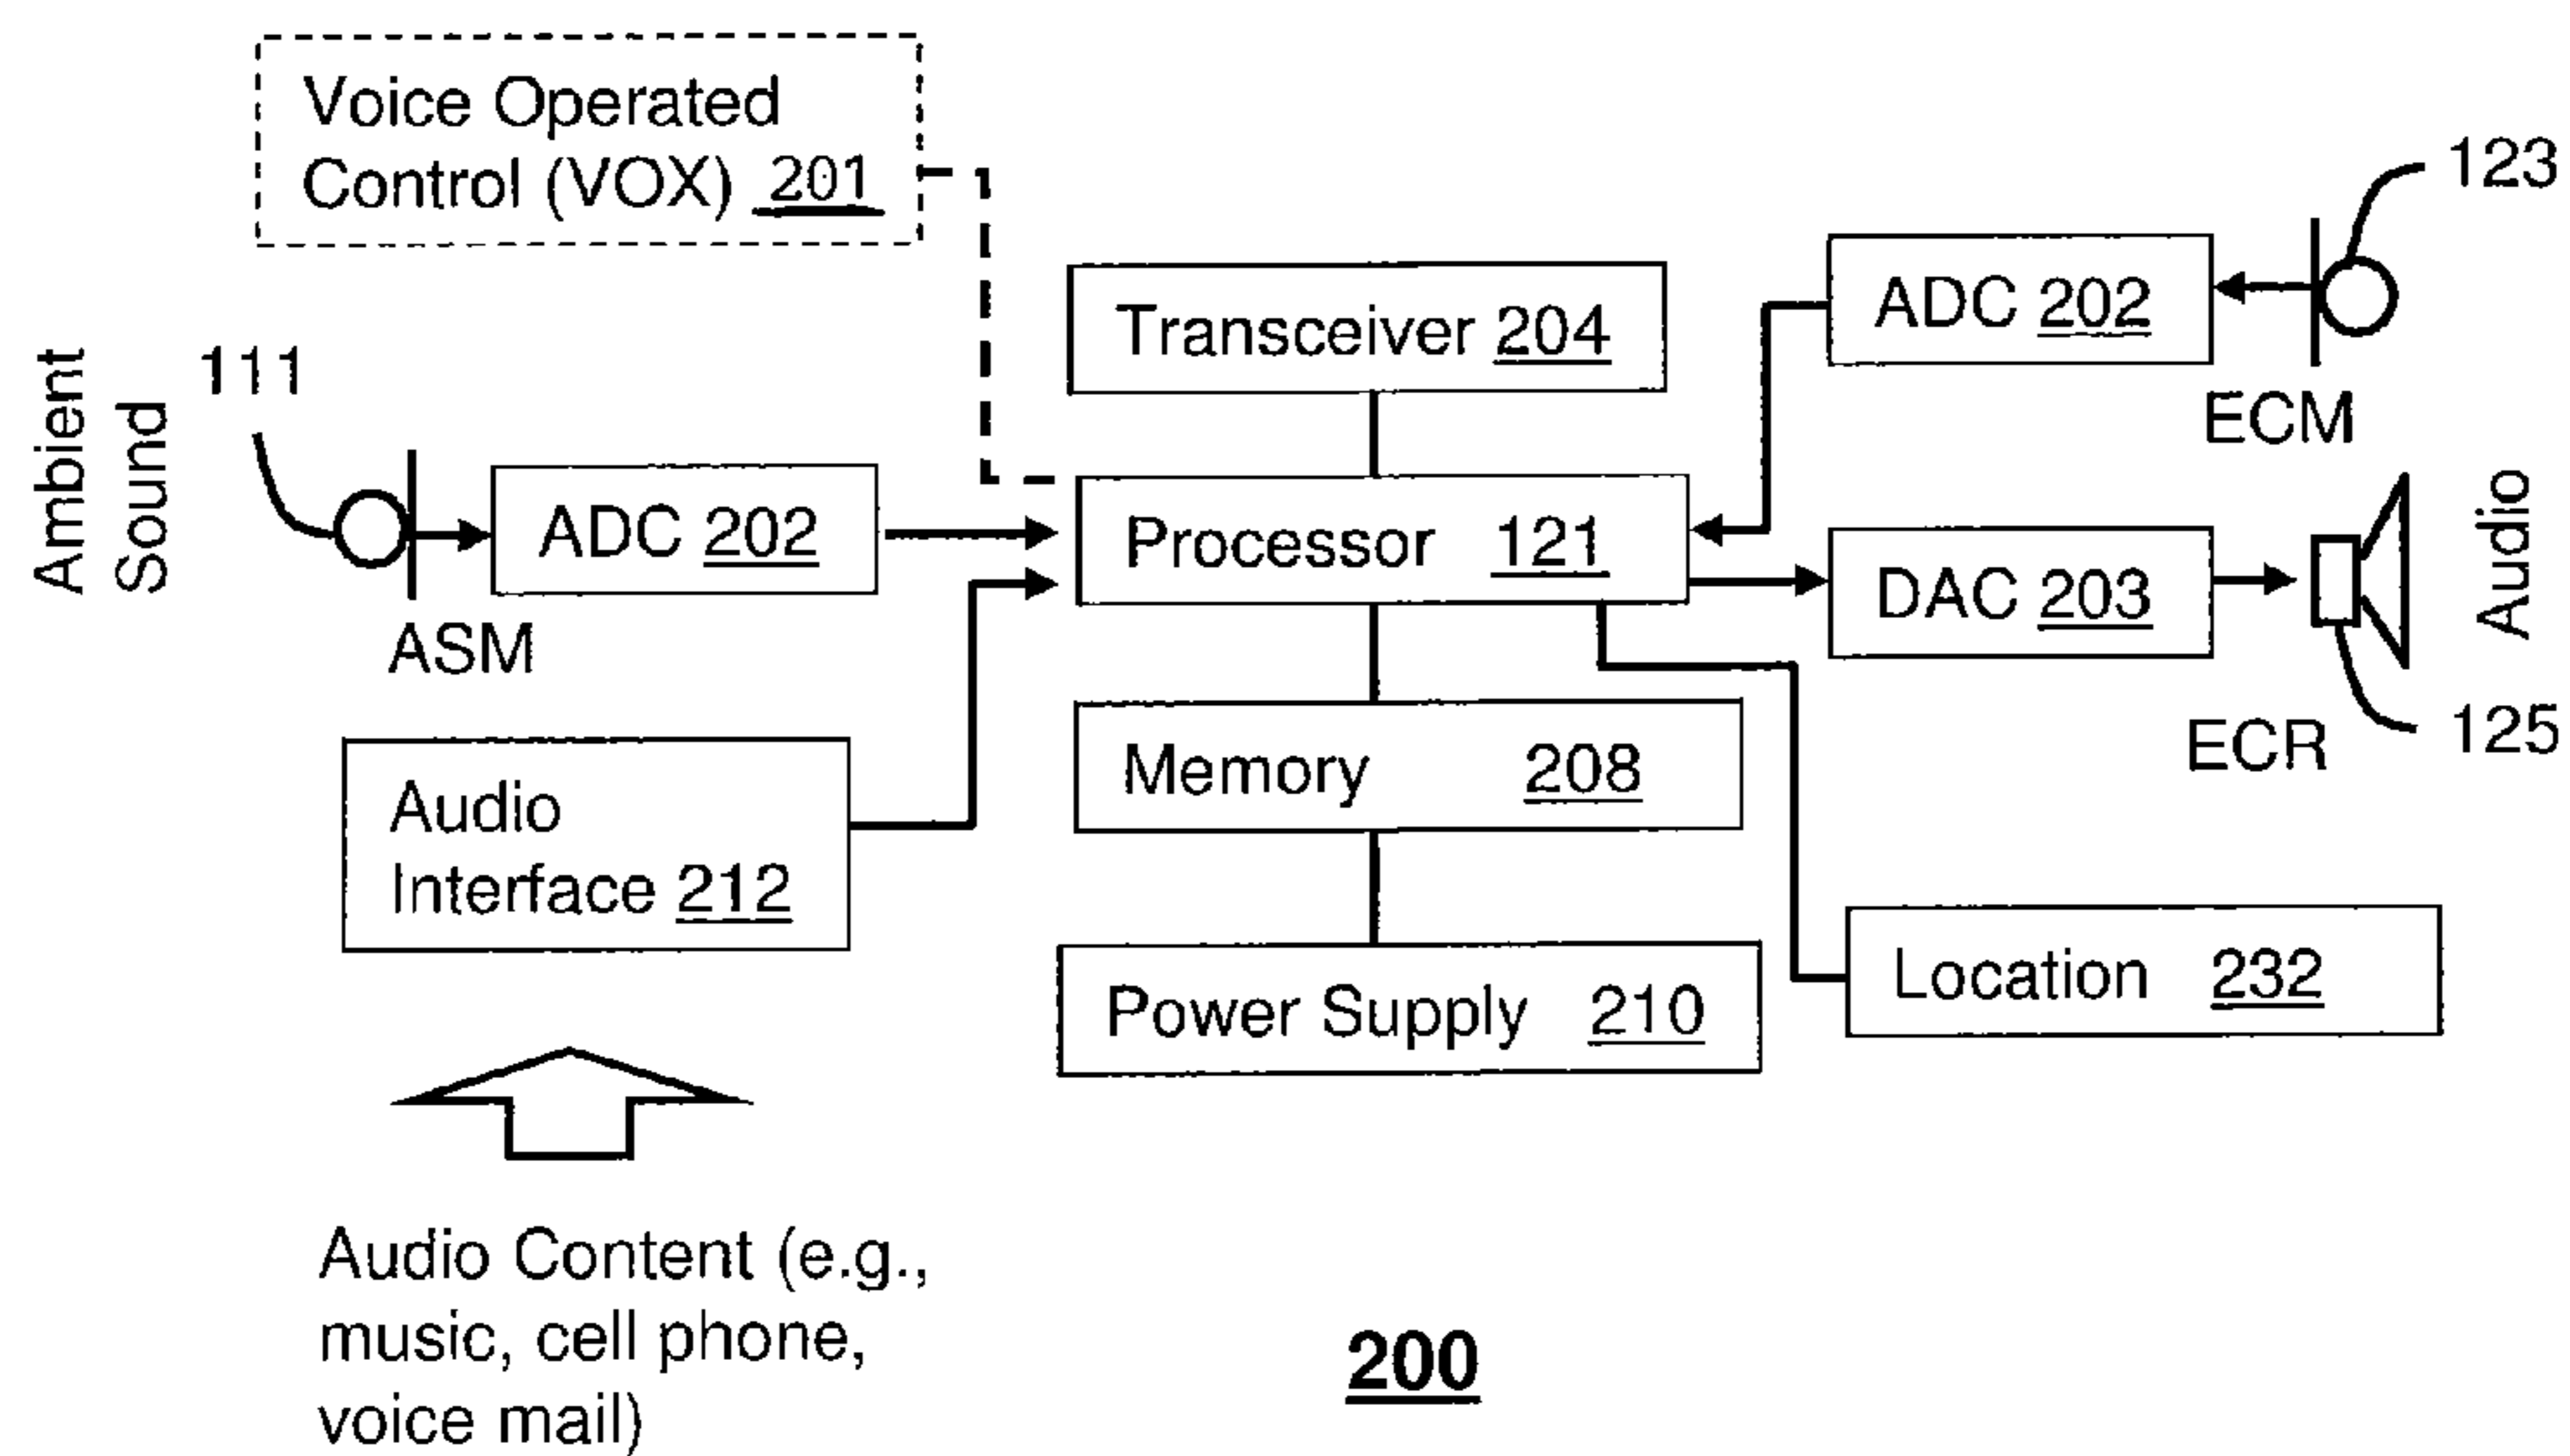 Voice Operated
Control (VOX) 201
123
ADC 202
Transceiver 204
ECM
Ambient
Sound
111
ADC 202
ASM
Processor 121
DAC 203
Audio
ECR
125
Audio
Interface 212
Memory 208
Location 232
Power Supply 210
Audio Content (e.g.,
music, cell phone,
voice mail)
200